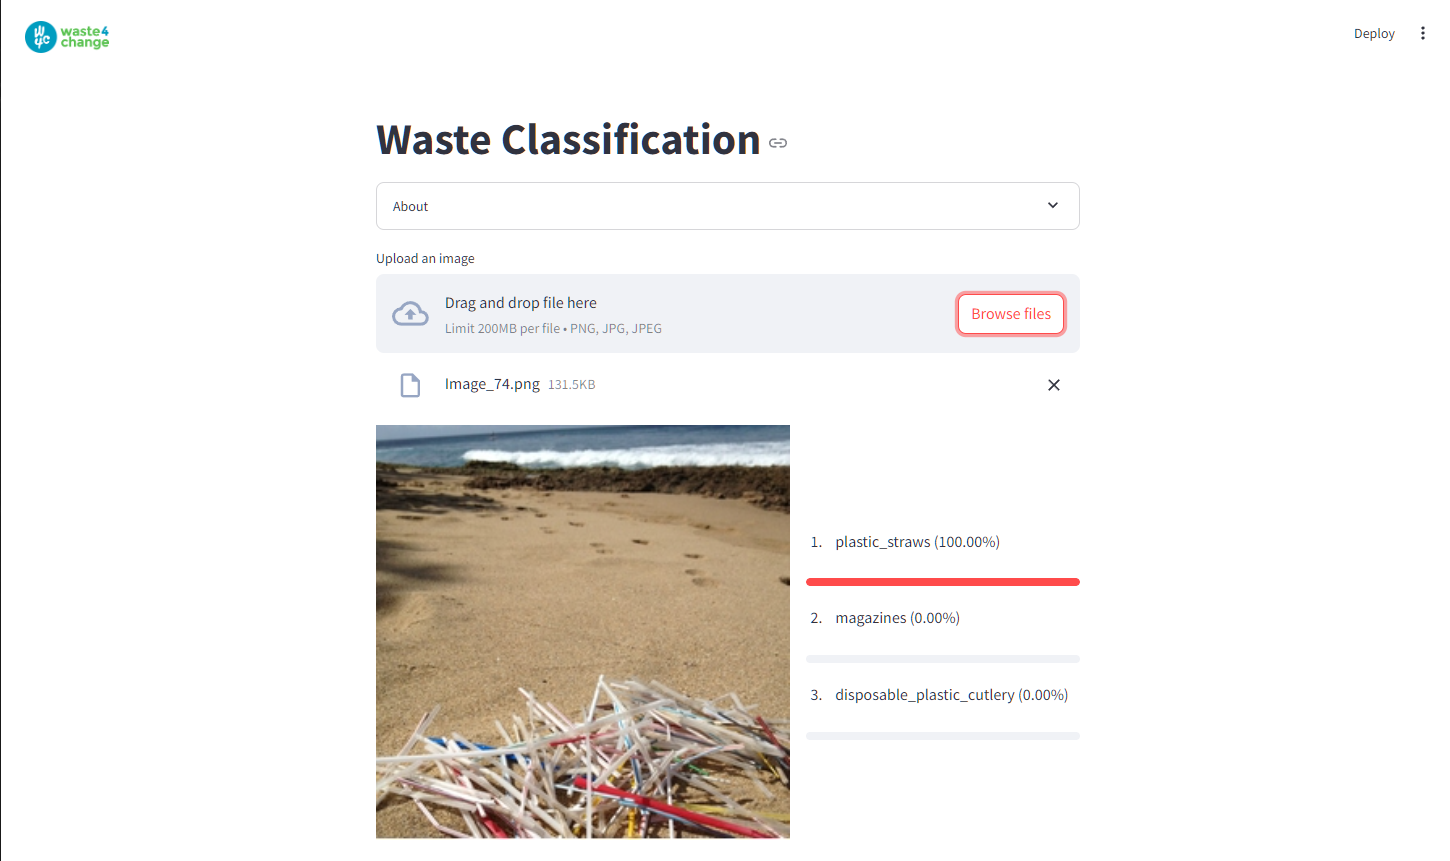 waste4
change
Deploy
Waste Classification
About
Upload an image
Drag and drop file here
Limit 200MB per file • PNG, JPG, JPEG
Browse files
Image_74.png 131.5KB
1. plastic_straws (100.00%)
2. magazines (0.00%)
3. disposable_plastic_cutlery (0.00%)